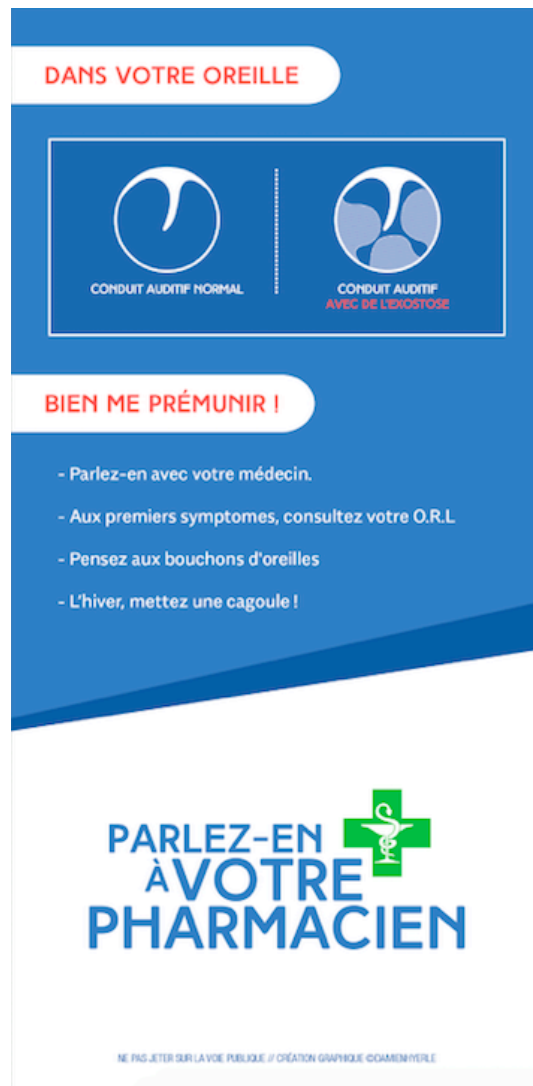 DANS VOTRE OREILLE
CONDUIT AUDITIF NORMAL
CONDUIT AUDITIF
AVEC DE L'EXOSTOSE
BIEN ME PRÉMUNIR !
- Parlez-en avec votre médecin.
- Aux premiers symptomes, consultez votre O.R.L
- Pensez aux bouchons d'oreilles
- L'hiver, mettez une cagoule !
PARLEZ-EN
À VOTRE
PHARMACIEN
NE PAS JETER SUR LA VOIE PUBLIQUE // CRÉATION GRAPHIQUE ©DAMIENHYERLE